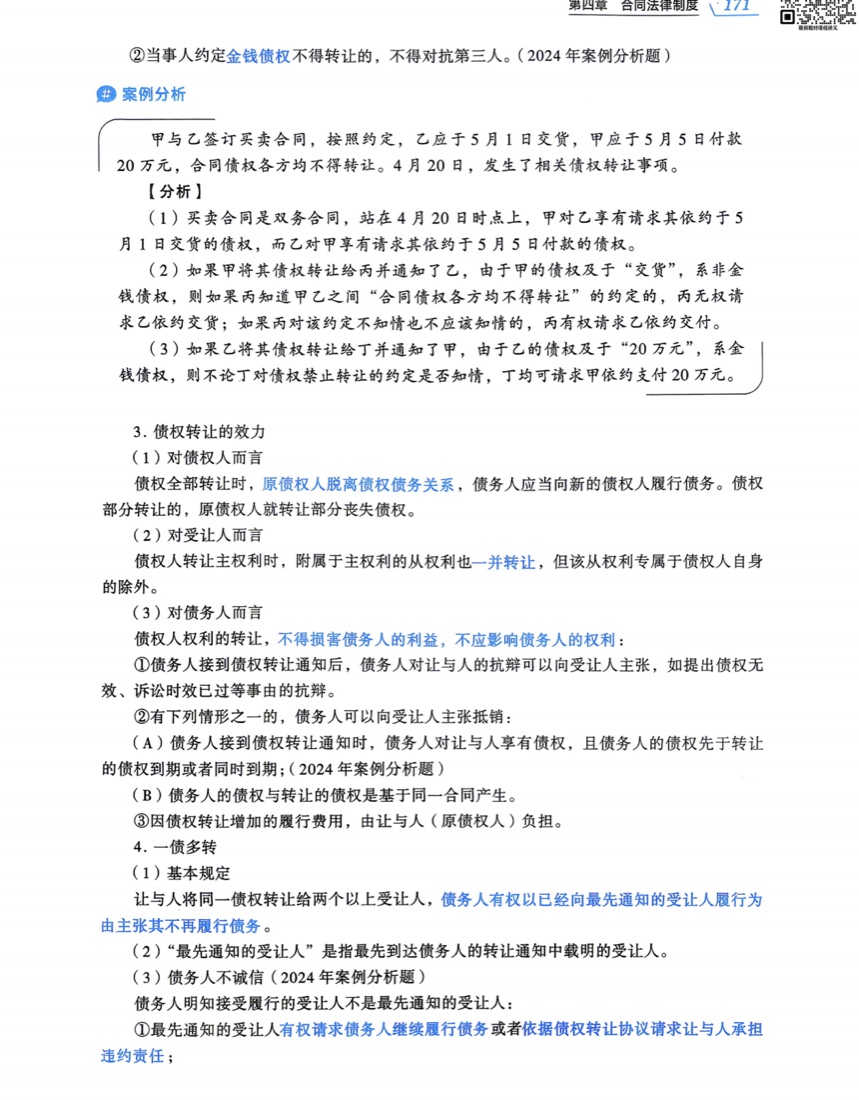 第四章 合同法律制度 171
②当事人约定金钱债权不得转让的，不得对抗第三人。（2024 年案例分析题）
# 案例分析
甲与乙签订买卖合同，按照约定，乙应于 5 月 1 日交货，甲应于 5 月 5 日付款
20 万元，合同债权各方均不得转让。4 月 20 日，发生了相关债权转让事项。
【分析】
（1）买卖合同是双务合同，站在 4 月 20 日时点上，甲对乙享有请求其依约于 5
月 1 日交货的债权，而乙对甲享有请求其依约于 5 月 5 日付款的债权。
（2）如果甲将其债权转让给丙并通知了乙，由于甲的债权及于“交货”，系非金
钱债权，则如果丙知道甲乙之间“合同债权各方均不得转让”的约定的，丙无权请
求乙依约交货；如果丙对该约定不知情也不应该知情的，丙有权请求乙依约交付。
（3）如果乙将其债权转让给丁并通知了甲，由于乙的债权及于“20 万元”，系金
钱债权，则不论丁对债权禁止转让的约定是否知情，丁均可请求甲依约支付 20 万元。
3. 债权转让的效力
（1）对债权人而言
债权全部转让时，原债权人脱离债权债务关系，债务人应当向新的债权人履行债务。债权
部分转让的，原债权人就转让部分丧失债权。
（2）对受让人而言
债权人转让主权利时，附属于主权利的从权利也一并转让，但该从权利专属于债权人自身
的除外。
（3）对债务人而言
债权人权利的转让，不得损害债务人的利益，不应影响债务人的权利：
①债务人接到债权转让通知后，债务人对让与人的抗辩可以向受让人主张，如提出债权无
效、诉讼时效已过等事由的抗辩。
②有下列情形之一的，债务人可以向受让人主张抵销：
（A）债务人接到债权转让通知时，债务人对让与人享有债权，且债务人的债权先于转让
的债权到期或者同时到期；（2024 年案例分析题）
（B）债务人的债权与转让的债权是基于同一合同产生。
③因债权转让增加的履行费用，由让与人（原债权人）负担。
4. 一债多转
（1）基本规定
让与人将同一债权转让给两个以上受让人，债务人有权以已经向最先通知的受让人履行为
由主张其不再履行债务。
（2）“最先通知的受让人”是指最先到达债务人的转让通知中载明的受让人。
（3）债务人不诚信（2024 年案例分析题）
债务人明知接受履行的受让人不是最先通知的受让人：
①最先通知的受让人有权请求债务人继续履行债务或者依据债权转让协议请求让与人承担
违约责任；